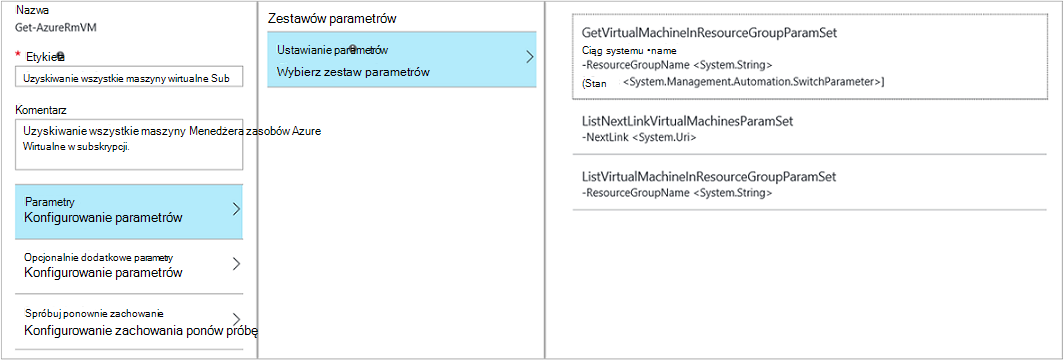 Nazwa
Get-AzureRmVM
* Etykieta
Uzyskiwanie wszystkie maszyny wirtualne Sub
Komentarz
Uzyskiwanie wszystkie maszyny Menedżera zasobów Azure
Wirtualne w subskrypcji.
Parametry
Konfigurowanie parametrów
Opcjonalnie dodatkowe parametry
Konfigurowanie parametrów
Spróbuj ponownie zachowanie
Konfigurowanie zachowania ponów próbę
Zestawów parametrów
Ustawianie parametrów
Wybierz zestaw parametrów
GetVirtualMachineInResourceGroupParamSet
Ciąg systemu •name
-ResourceGroupName <System.String>
(Stan <System.Management.Automation.SwitchParameter>]
ListNextLinkVirtualMachinesParamSet
-NextLink <System.Uri>
ListVirtualMachineInResourceGroupParamSet
-ResourceGroupName <System.String>